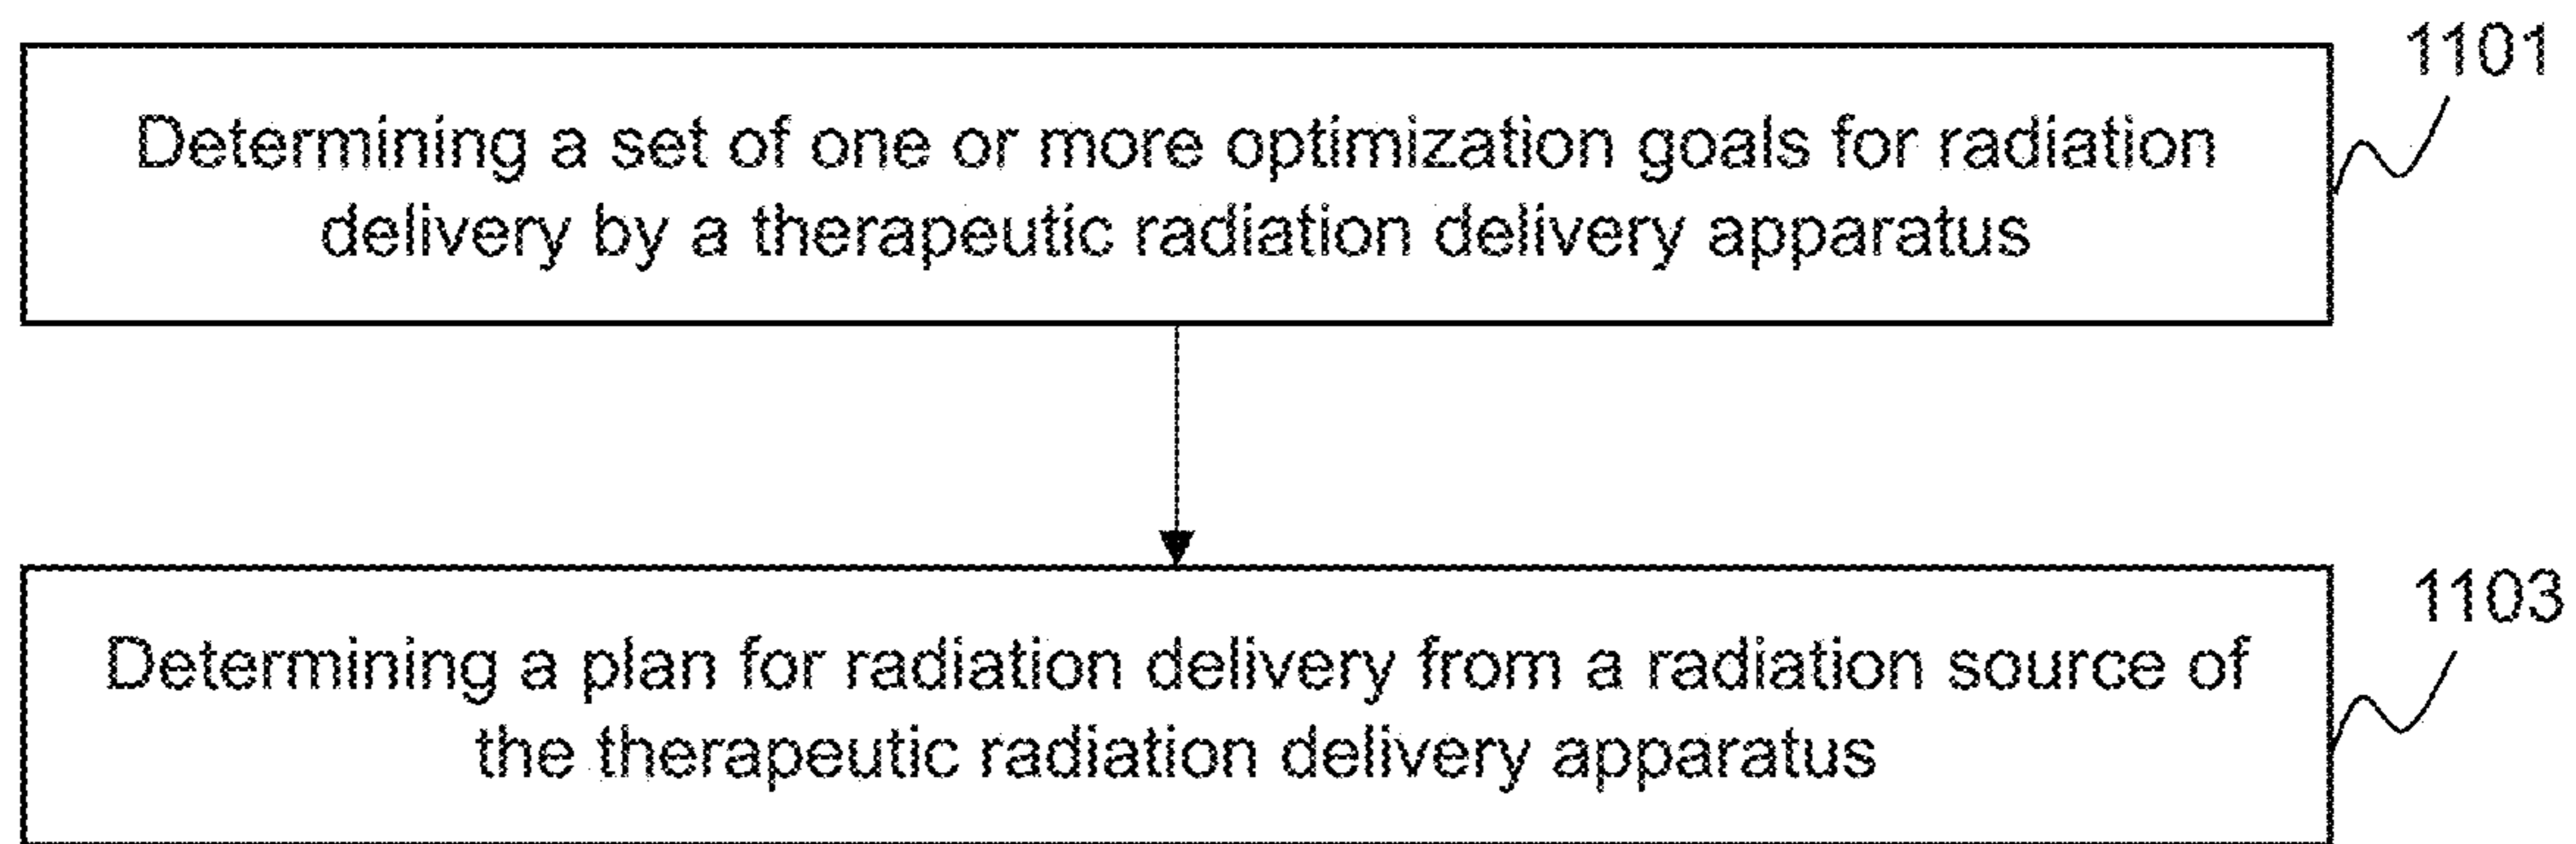 1101
Determining a set of one or more optimization goals for radiation
delivery by a therapeutic radiation delivery apparatus
1103
Determining a plan for radiation delivery from a radiation source of
the therapeutic radiation delivery apparatus